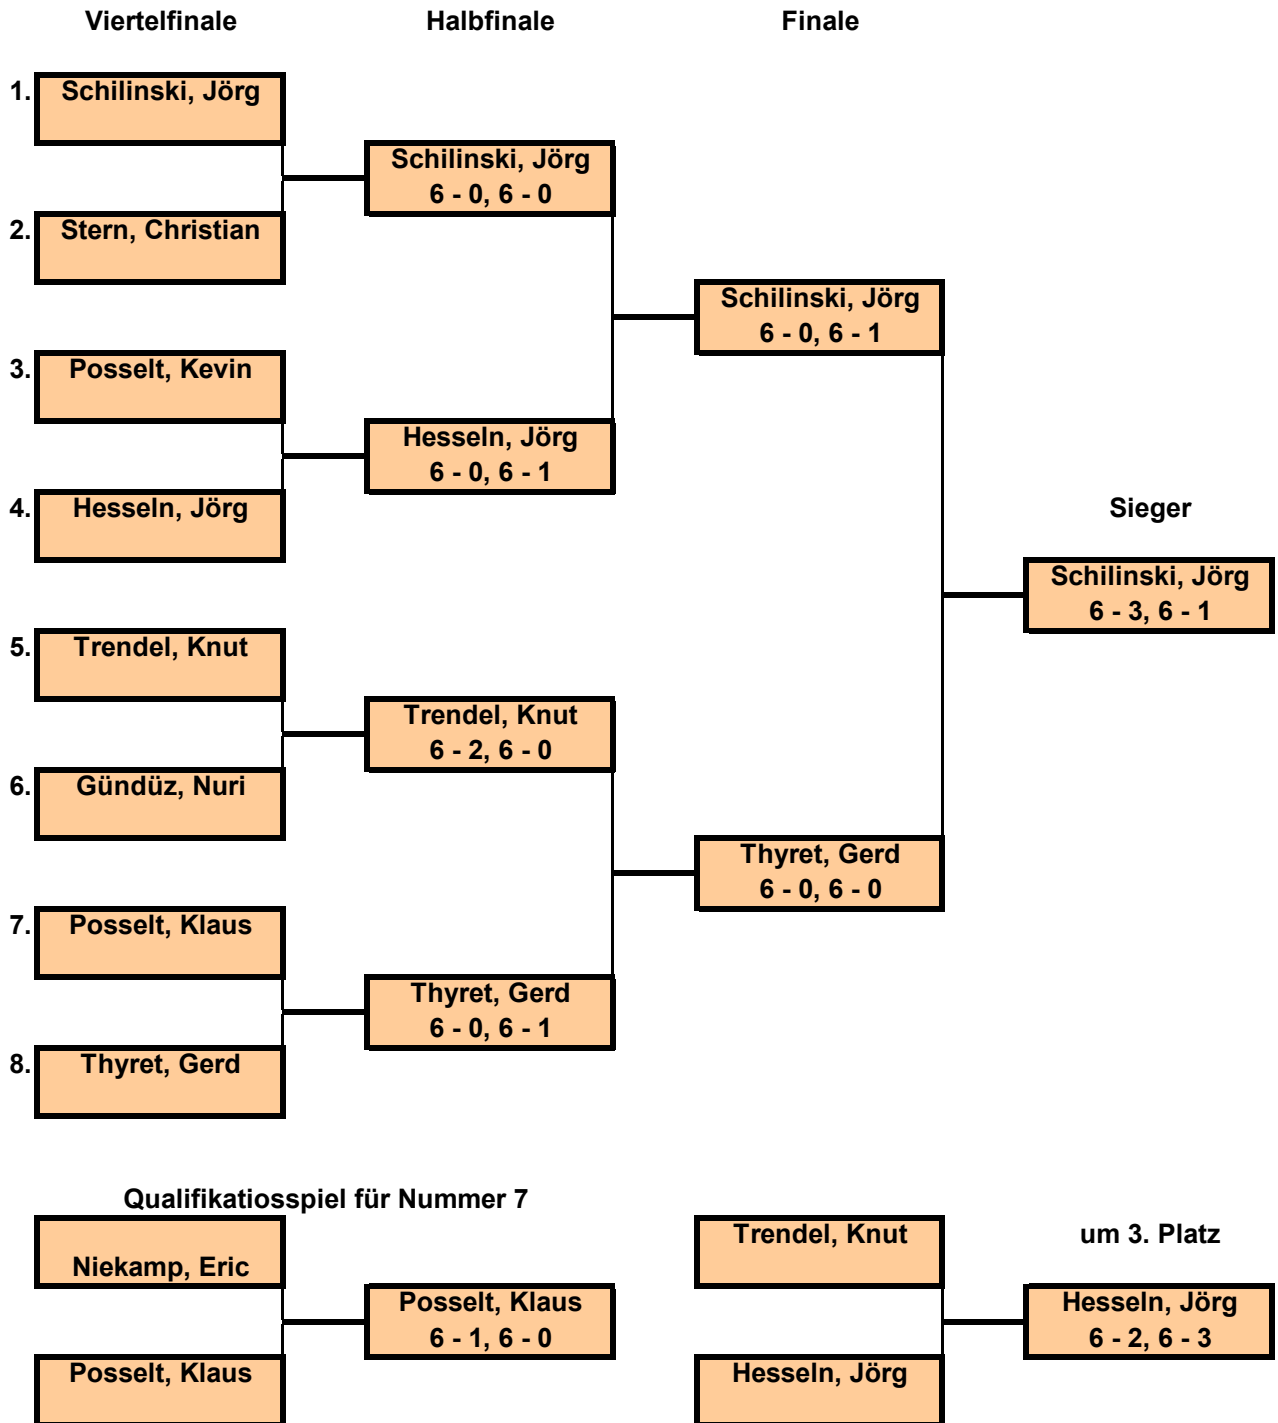 Viertelfinale Halbfinale Finale
1. Schilinski, Jörg
Schilinski, Jörg
6 - 0, 6 - 0
2. Stern, Christian
Schilinski, Jörg
6 - 0, 6 - 1
3. Posselt, Kevin
Hesseln, Jörg
6 - 0, 6 - 1
4. Hesseln, Jörg
Sieger
Schilinski, Jörg
6 - 3, 6 - 1
5. Trendel, Knut
Trendel, Knut
6 - 2, 6 - 0
6. Gündüz, Nuri
Thyret, Gerd
6 - 0, 6 - 0
7. Posselt, Klaus
Thyret, Gerd
6 - 0, 6 - 1
8. Thyret, Gerd
Qualifikatiosspiel für Nummer 7
Niekamp, Eric
Posselt, Klaus
6 - 1, 6 - 0
Posselt, Klaus
Trendel, Knut
um 3. Platz
Hesseln, Jörg
6 - 2, 6 - 3
Hesseln, Jörg